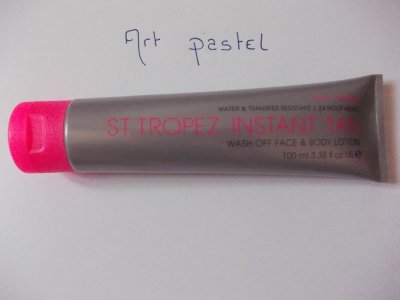 Art pastel
WATER & TRANSFER RESISTANT / 24 HOUR WEAR
ST.TROPEZ INSTANT TAN
WASH OFF FACE & BODY LOTION
100 ml 3.38 fl oz US e